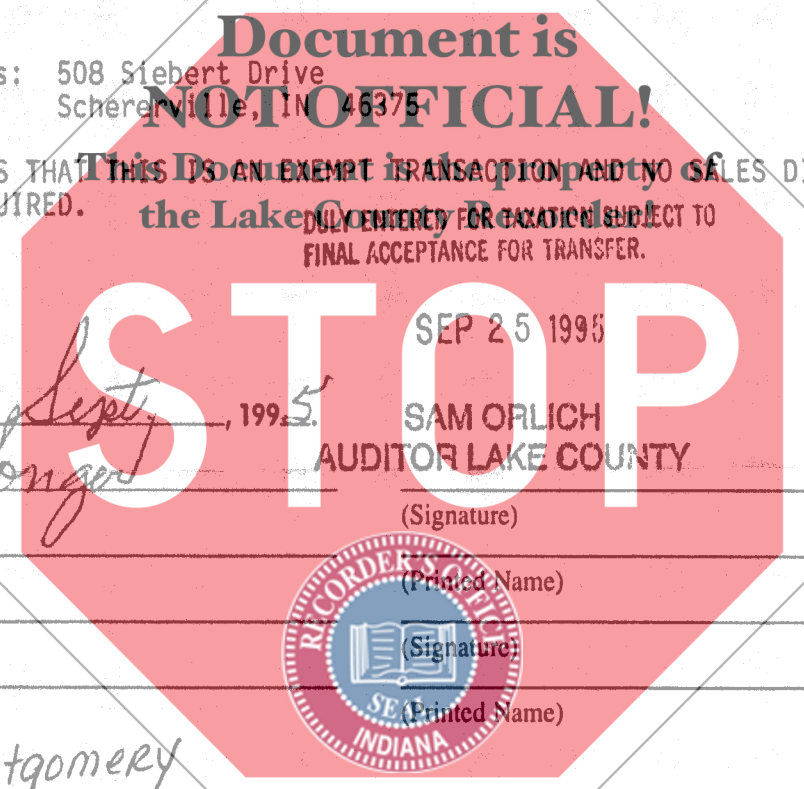 Document is
s: 508 Siebert Drive
Schererville, IN 46375
NOT OFFICIAL!
S THAT THIS IS AN EXEMPT TRANSACTION AND NO SALES DI
This Document is the property of
UIRED.
the Lake County Recorder!
DULY ENTERED FOR TAXATION SUBJECT TO
FINAL ACCEPTANCE FOR TRANSFER.
STOP
SEP 25 1995
Sept, , 1995.
SAM ORLICH
AUDITOR LAKE COUNTY
(Signature)
(Printed Name)
RECORDER'S OFFICE
(Signature)
SEAL
(Printed Name)
INDIANA
tgomery